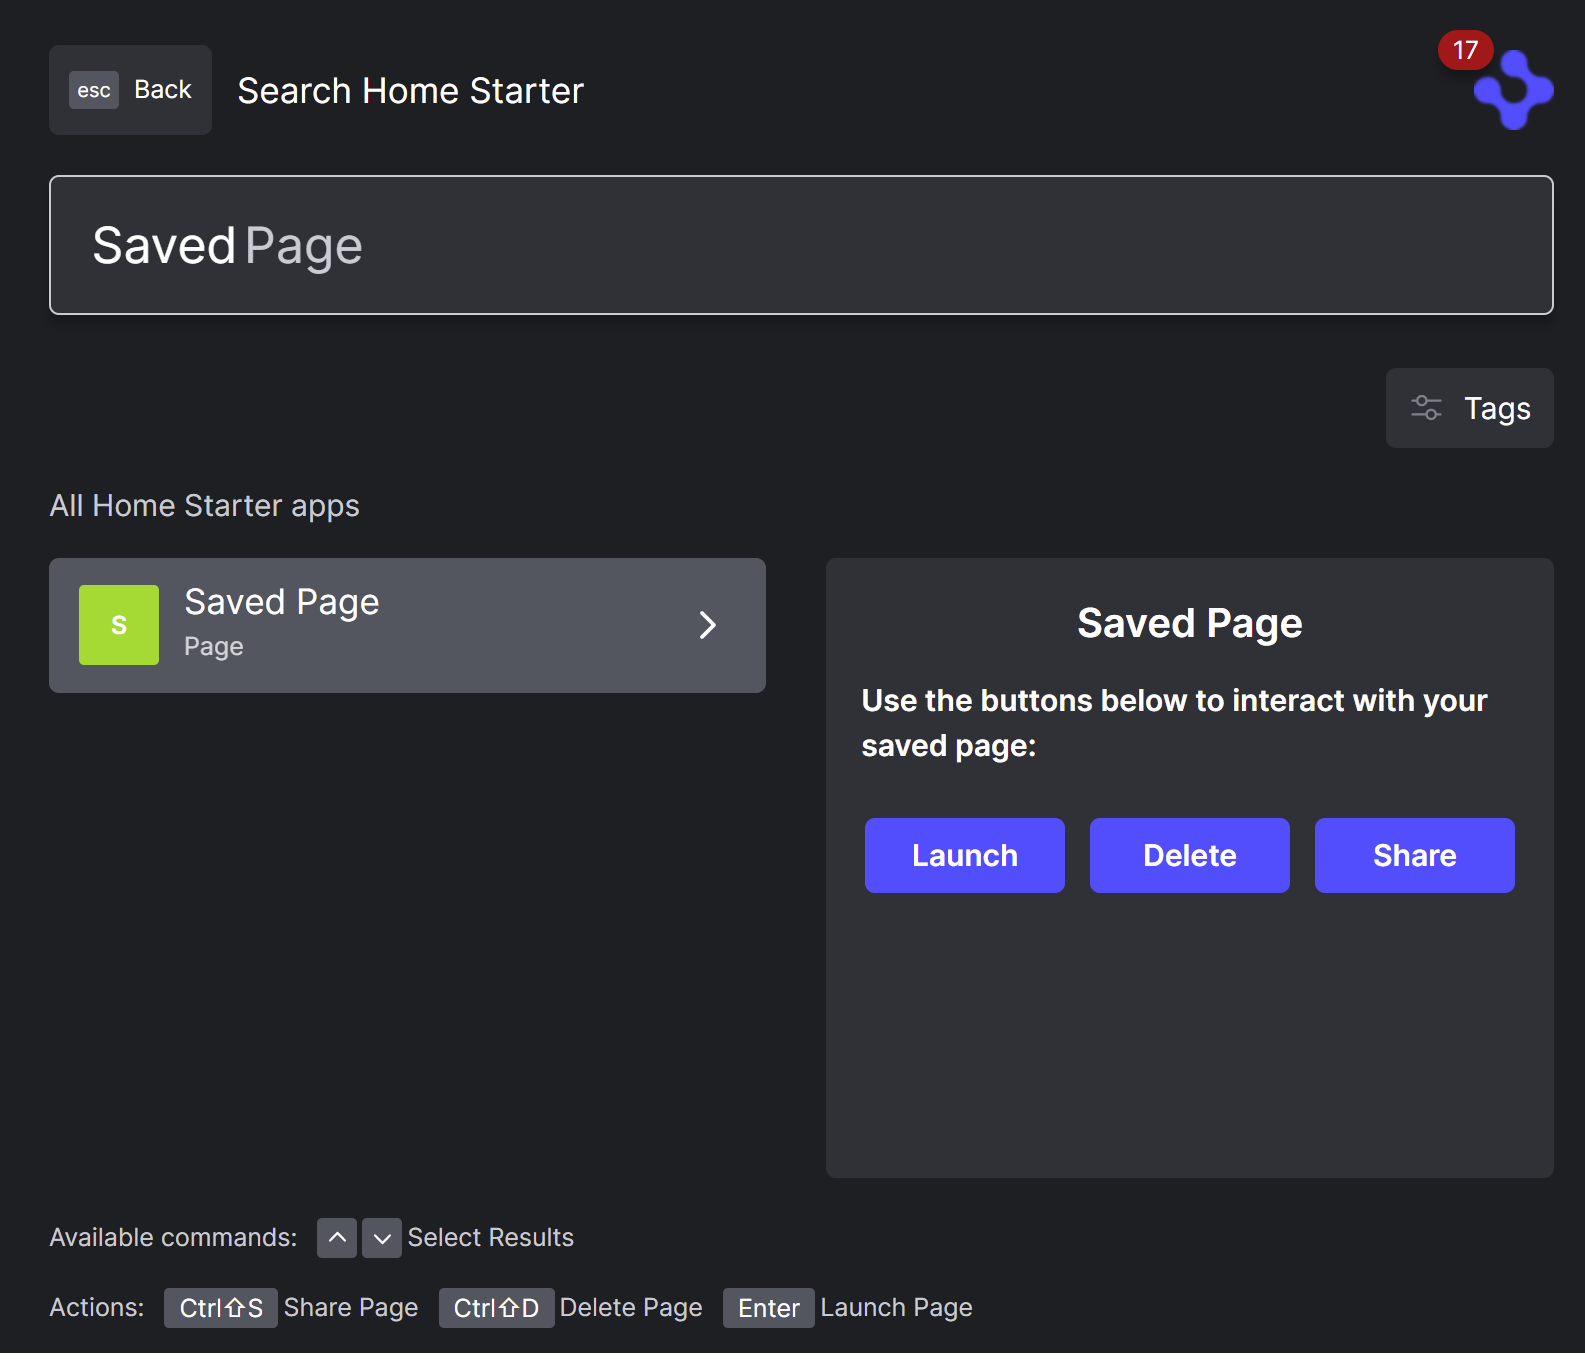 esc Back Search Home Starter
17
Saved Page
Tags
All Home Starter apps
S
Saved Page
Page
Saved Page
Use the buttons below to interact with your
saved page:
Launch Delete Share
Available commands: Select Results
Actions: Ctrl⇧S Share Page Ctrl⇧D Delete Page Enter Launch Page